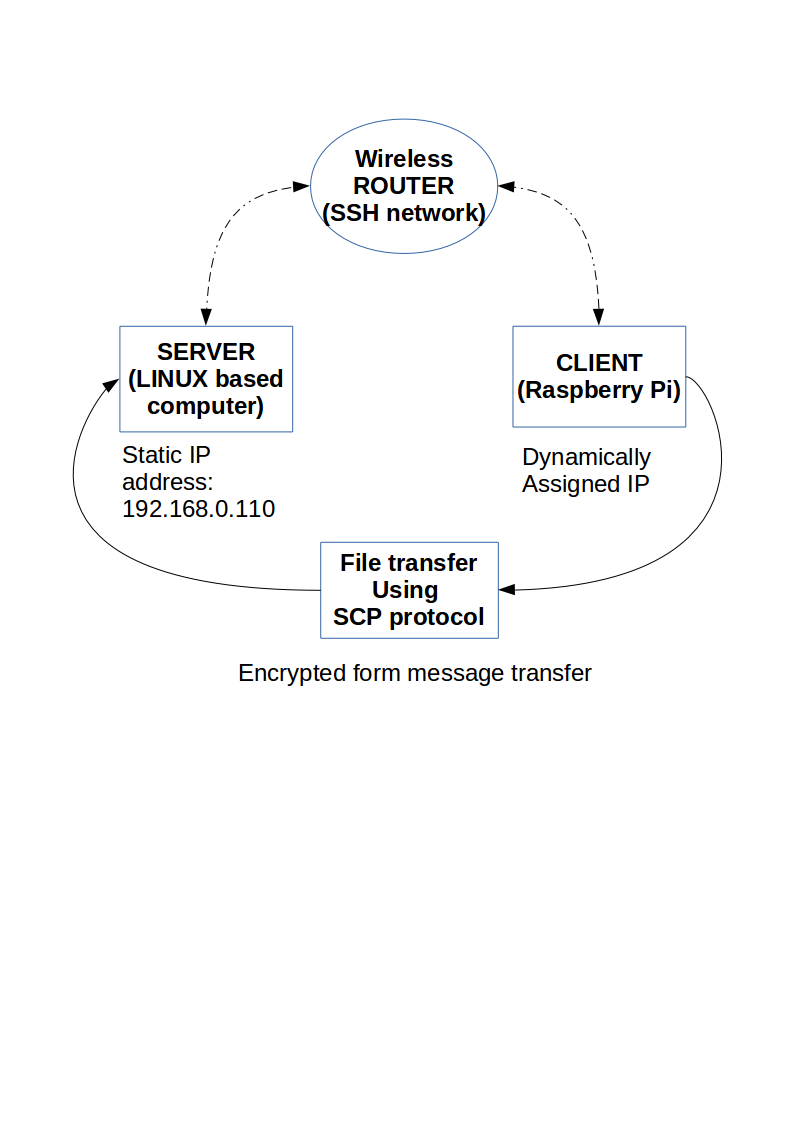 Wireless
ROUTER
(SSH network)
SERVER
(LINUX based
computer)
CLIENT
(Raspberry Pi)
Static IP
address:
192.168.0.110
Dynamically
Assigned IP
File transfer
Using
SCP protocol
Encrypted form message transfer